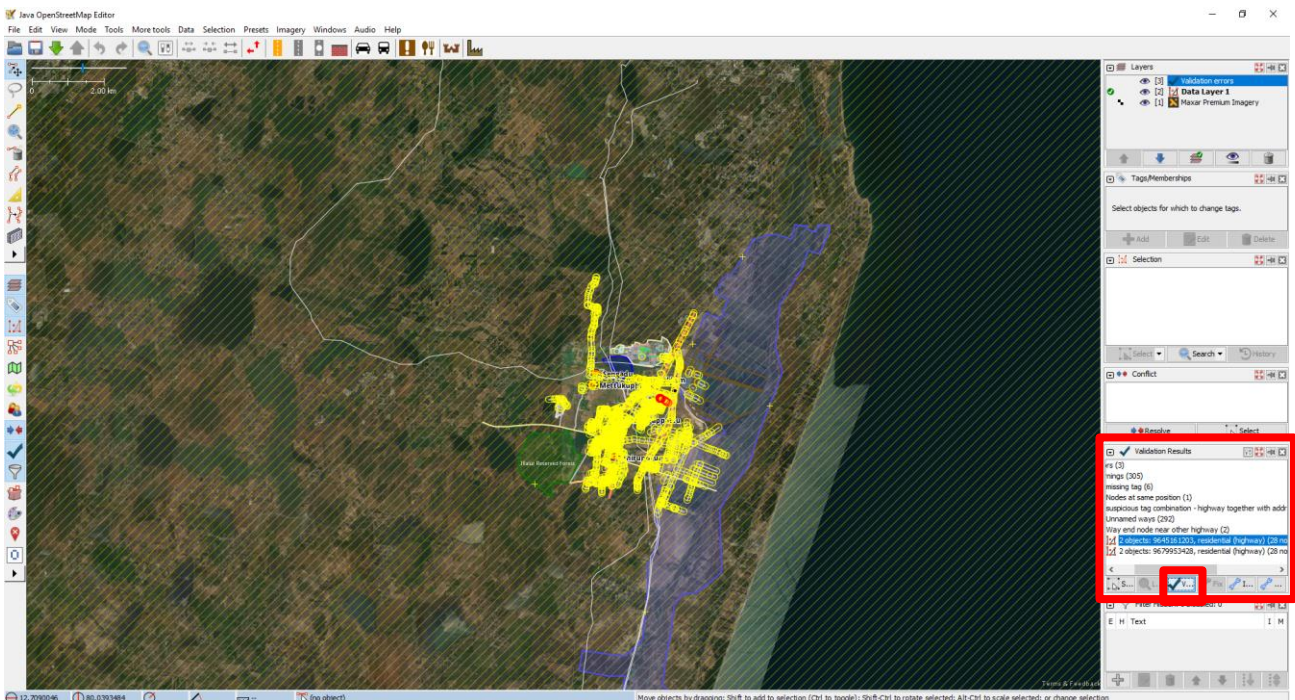 Java OpenStreetMap Editor
File Edit View Mode Tools More tools Data Selection Presets Imagery Windows Audio Help
0 2.00 km
Layers
[3] Validation errors
[2] Data Layer 1
[1] Maxar Premium Imagery
Tags/Memberships
Select objects for which to change tags.
Add Edit Delete
Selection
Select Search History
Conflict
Resolve Select
Validation Results
rs (3)
nings (305)
missing tag (6)
Nodes at same position (1)
suspicious tag combination - highway together with addr
Unnamed ways (292)
Way end node near other highway (2)
2 objects: 9645161203, residential (highway) (28 no
2 objects: 9679953428, residential (highway) (28 no
S... V... Fix I... ...
E H Text I M
Terms & Feedback
12.7090046 80.0393484 -- (no object) Move objects by dragging; Shift to add to selection (Ctrl to toggle); Shift-Ctrl to rotate selected; Alt-Ctrl to scale selected; or change selection